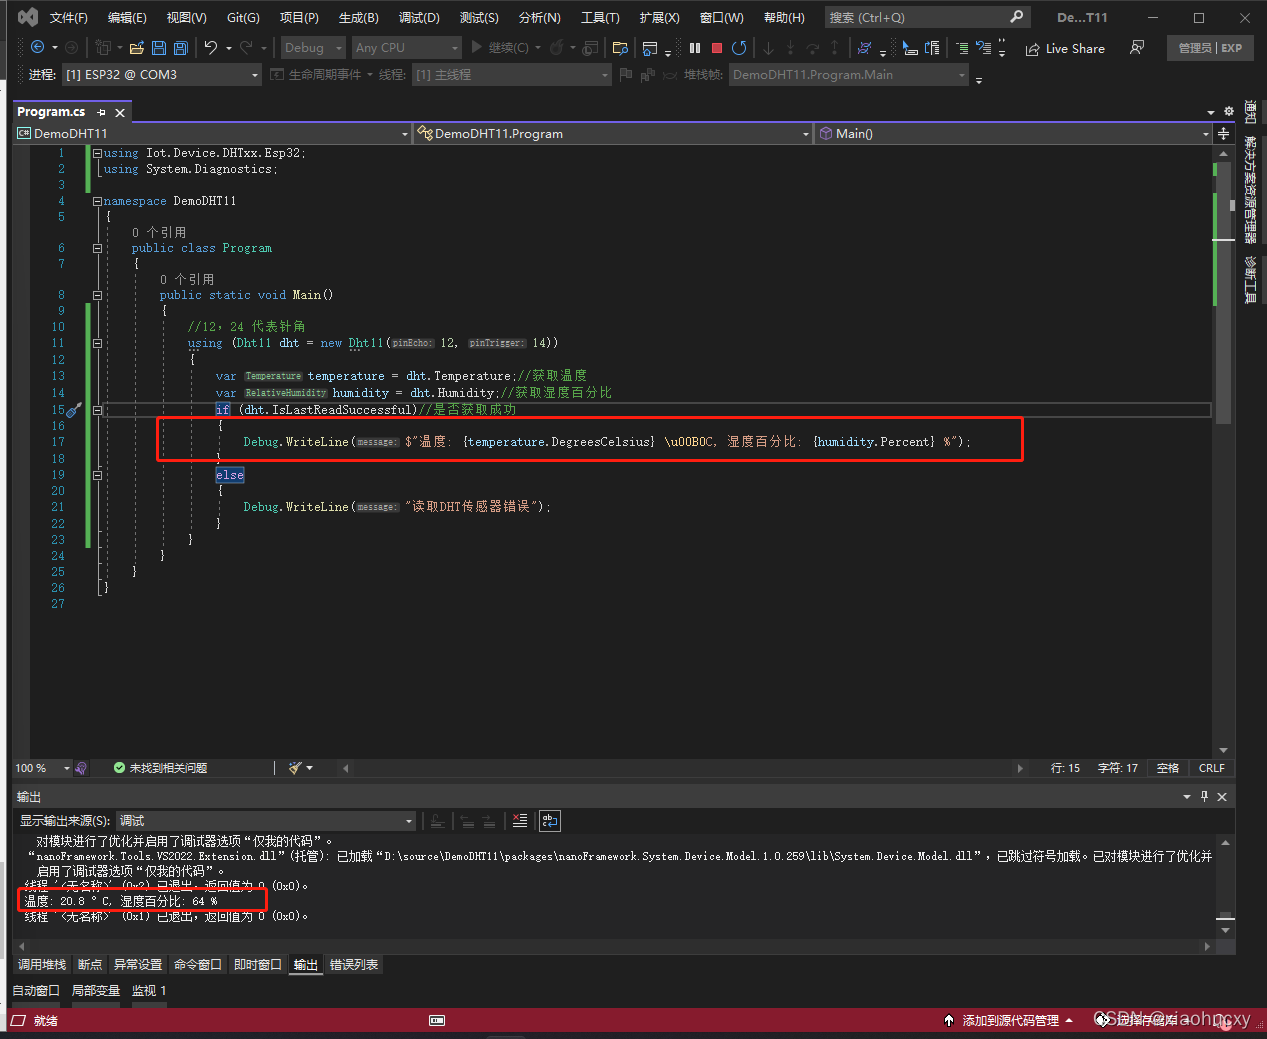 文件(F) 编辑(E) 视图(V) Git(G) 项目(P) 生成(B) 调试(D) 测试(S) 分析(N) 工具(T) 扩展(X) 窗口(W) 帮助(H) 搜索 (Ctrl+Q) De...T11
Debug Any CPU 继续(C) Live Share 管理员 | EXP
进程: [1] ESP32 @ COM3 生命周期事件 线程: [1] 主线程 堆栈帧: DemoDHT11.Program.Main
Program.cs
DemoDHT11 DemoDHT11.Program Main()
1 using Iot.Device.DHTxx.Esp32;
2 using System.Diagnostics;
3
4 namespace DemoDHT11
5 {
0 个引用
6 public class Program
7 {
0 个引用
8 public static void Main()
9 {
10 //12，24 代表针角
11 using (Dht11 dht = new Dht11(pinEcho: 12, pinTrigger: 14))
12 {
13 var Temperature temperature = dht.Temperature;//获取温度
14 var RelativeHumidity humidity = dht.Humidity;//获取湿度百分比
15 if (dht.IsLastReadSuccessful)//是否获取成功
16 {
17 Debug.WriteLine(message: $"温度: {temperature.DegreesCelsius} \u00B0C, 湿度百分比: {humidity.Percent} %");
18 }
19 else
20 {
21 Debug.WriteLine(message: "读取DHT传感器错误");
22 }
23 }
24 }
25 }
26 }
27
100 % 未找到相关问题 行: 15 字符: 17 空格 CRLF
输出
显示输出来源(S): 调试
对模块进行了优化并启用了调试器选项“仅我的代码”。
“nanoFramework.Tools.VS2022.Extension.dll”(托管): 已加载“D:\source\DemoDHT11\packages\nanoFramework.System.Device.Model.1.0.259\lib\System.Device.Model.dll”，已跳过符号加载。已对模块进行了优化并
启用了调试器选项“仅我的代码”。
线程 '<无名称>' (0x2) 已退出，返回值为 0 (0x0)。
温度: 20.8 ° C, 湿度百分比: 64 %
线程 '<无名称>' (0x1) 已退出，返回值为 0 (0x0)。
调用堆栈 断点 异常设置 命令窗口 即时窗口 输出 错误列表
自动窗口 局部变量 监视 1
就绪 添加到源代码管理 选择存储库
CSDN @xiaohucxy
通知
解决方案资源管理器
诊断工具